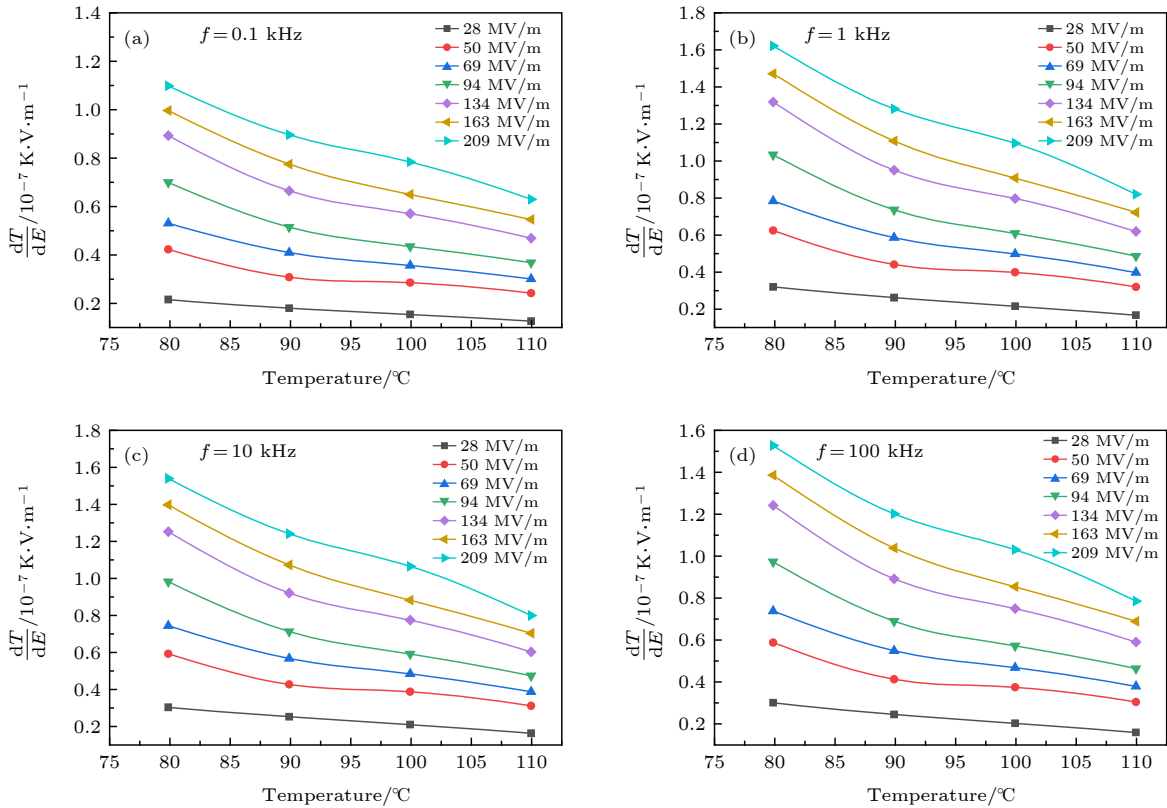 (a)
f = 0.1 kHz
28 MV/m
50 MV/m
69 MV/m
94 MV/m
134 MV/m
163 MV/m
209 MV/m
1.4
1.2
1.0
0.8
0.6
0.4
0.2
dT/dE/10⁻⁷ K·V·m⁻¹
75 80 85 90 95 100 105 110
Temperature/℃
(b)
f = 1 kHz
28 MV/m
50 MV/m
69 MV/m
94 MV/m
134 MV/m
163 MV/m
209 MV/m
1.8
1.6
1.4
1.2
1.0
0.8
0.6
0.4
0.2
dT/dE/10⁻⁷ K·V·m⁻¹
75 80 85 90 95 100 105 110
Temperature/℃
(c)
f = 10 kHz
28 MV/m
50 MV/m
69 MV/m
94 MV/m
134 MV/m
163 MV/m
209 MV/m
1.8
1.6
1.4
1.2
1.0
0.8
0.6
0.4
0.2
dT/dE/10⁻⁷ K·V·m⁻¹
75 80 85 90 95 100 105 110
Temperature/℃
(d)
f = 100 kHz
28 MV/m
50 MV/m
69 MV/m
94 MV/m
134 MV/m
163 MV/m
209 MV/m
1.6
1.4
1.2
1.0
0.8
0.6
0.4
0.2
dT/dE/10⁻⁷ K·V·m⁻¹
75 80 85 90 95 100 105 110
Temperature/℃